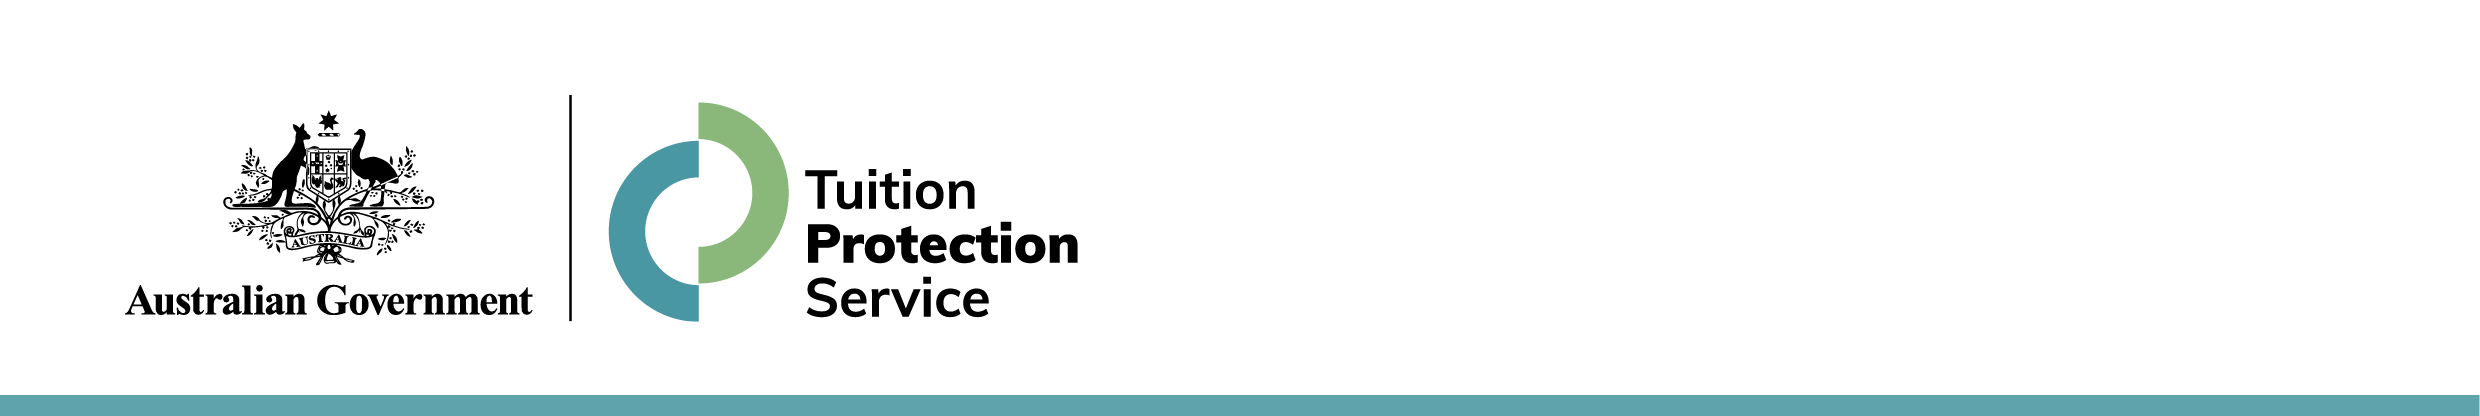 AUSTRALIA
Australian Government
Tuition
Protection
Service